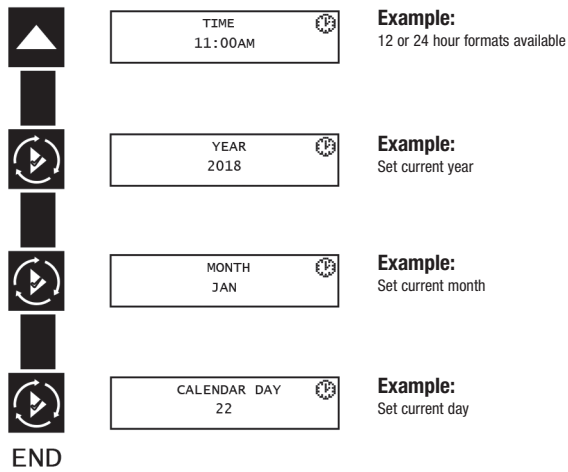 TIME
11:00AM
Example:
12 or 24 hour formats available
YEAR
2018
Example:
Set current year
MONTH
JAN
Example:
Set current month
CALENDAR DAY
22
Example:
Set current day
END